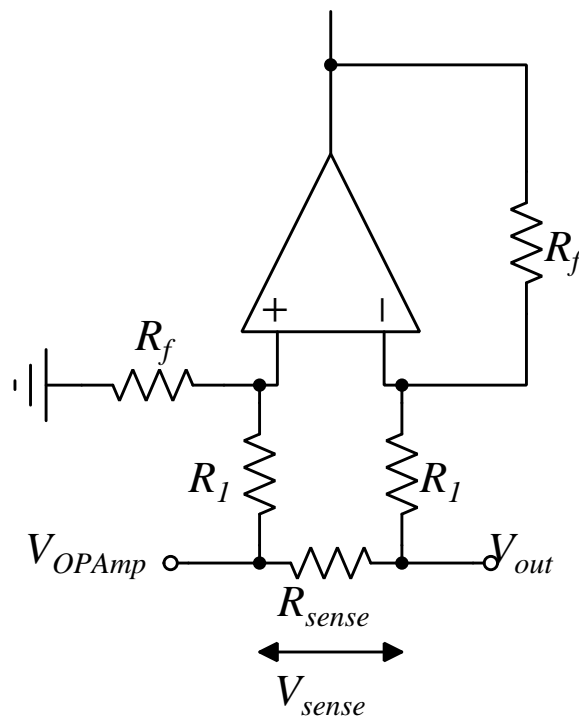 R_f
+ −
R_f
R_1 R_1
V_OPAmp V_out
R_sense
V_sense